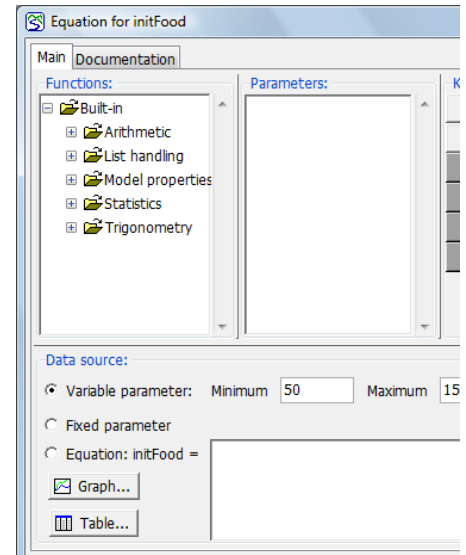 Equation for initFood
Main Documentation
Functions: Parameters: K
Built-in
Arithmetic
List handling
Model properties
Statistics
Trigonometry
Data source:
Variable parameter: Minimum 50 Maximum 15
Fixed parameter
Equation: initFood =
Graph...
Table...